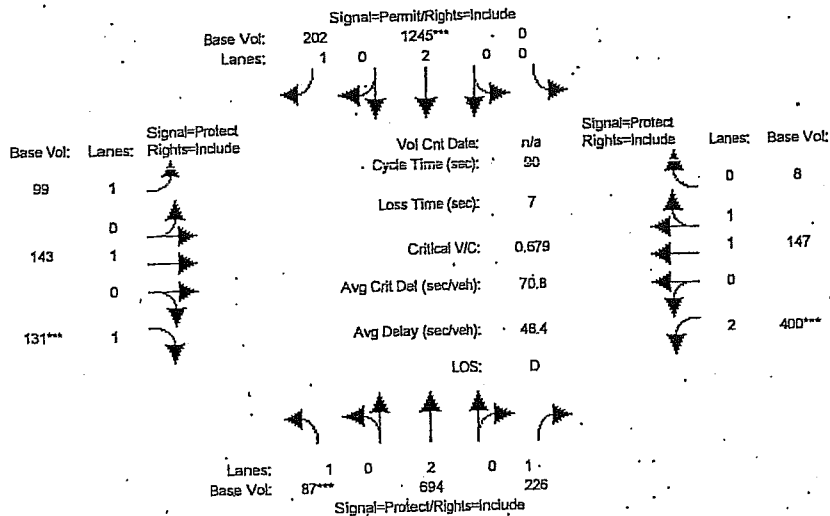 Signal=Permit/Rights=Include
Base Vol: 202 1245*** 0
Lanes: 1 0 2 0 0
Signal=Protect
Rights=Include
Base Vol: Lanes:
99 1
0
143 1
0
131*** 1
Vol Cnt Date: n/a
Cycle Time (sec): 90
Loss Time (sec): 7
Critical V/C: 0.679
Avg Crit Del (sec/veh): 70.8
Avg Delay (sec/veh): 46.4
LOS: D
Signal=Protect
Rights=Include
Lanes: Base Vol:
0 8
1
1 147
0
2 400***
Lanes: 1 0 2 0 1
Base Vol: 87*** 694 226
Signal=Protect/Rights=Include